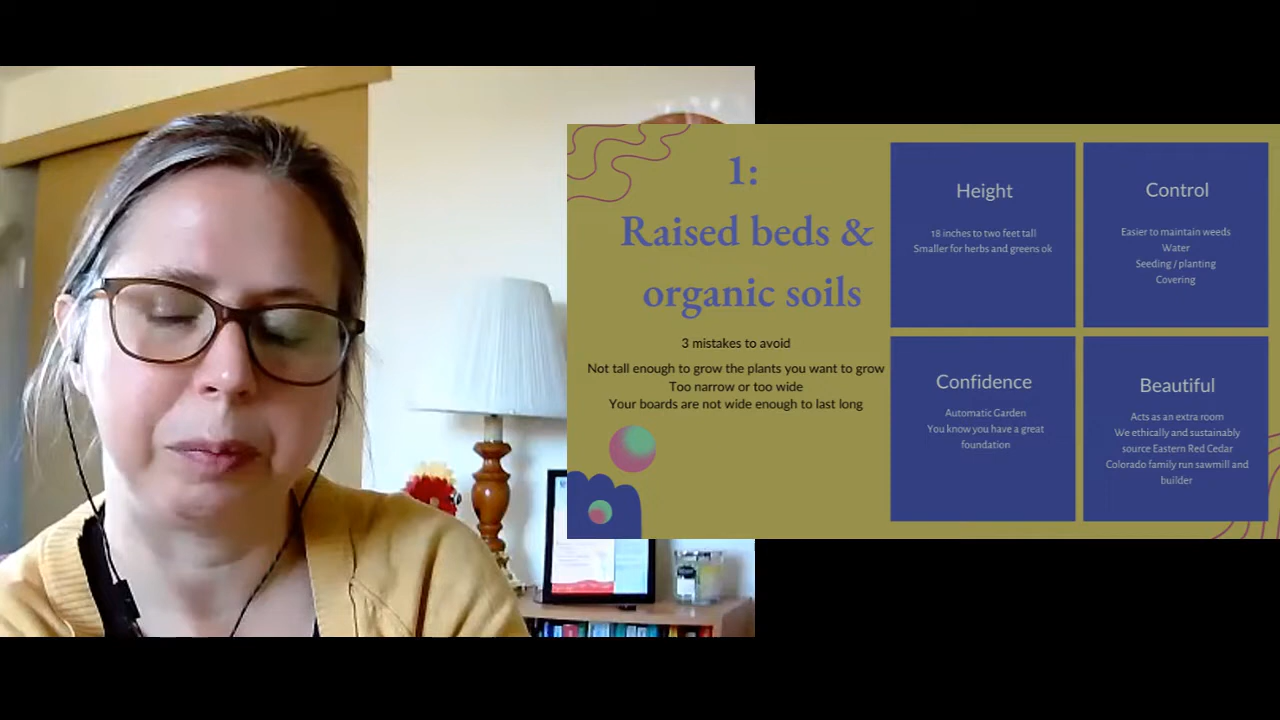 1:
Raised beds &
organic soils
3 mistakes to avoid
Not tall enough to grow the plants you want to grow
Too narrow or too wide
Your boards are not wide enough to last long
Height
18 inches to two feet tall
Smaller for herbs and greens ok
Control
Easier to maintain weeds
Water
Seeding / planting
Covering
Confidence
Automatic Garden
You know you have a great
foundation
Beautiful
Acts as an extra room
We ethically and sustainably
source Eastern Red Cedar
Colorado family run sawmill and
builder